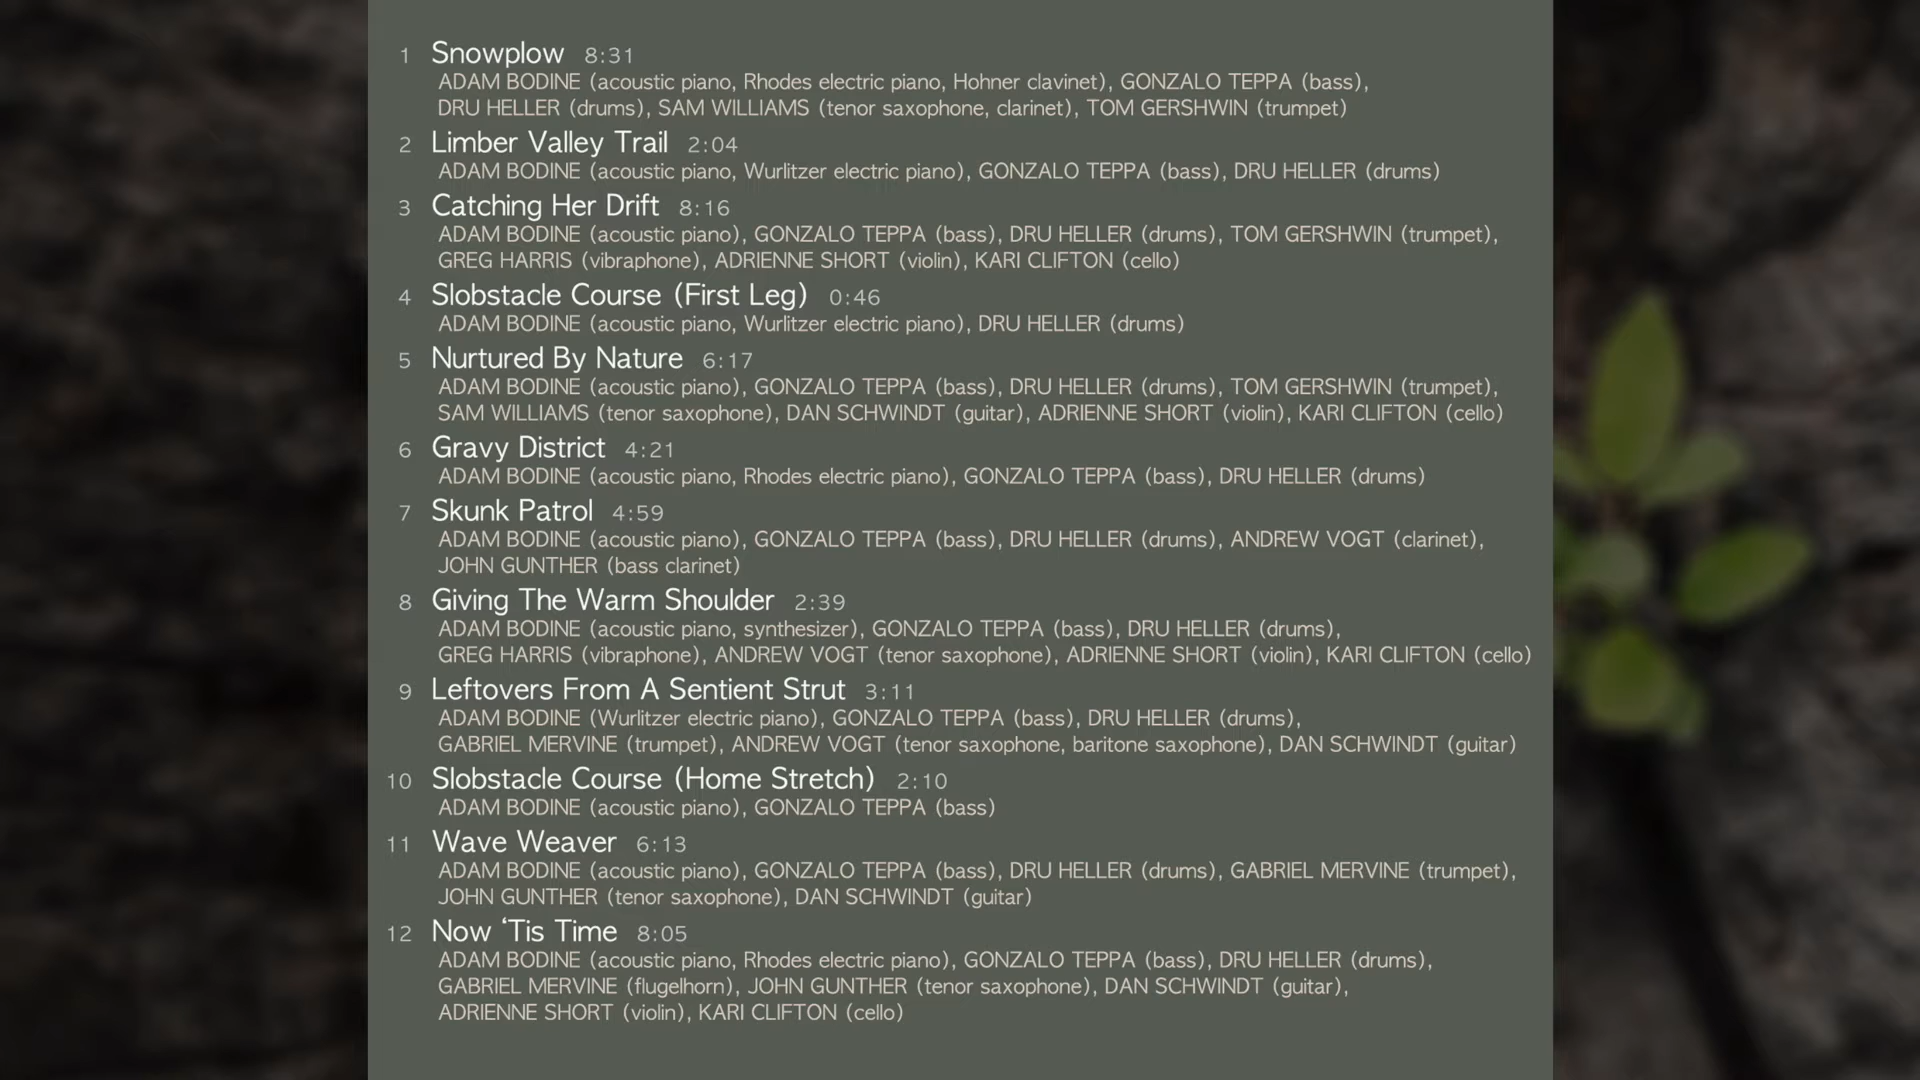 1 Snowplow 8:31
ADAM BODINE (acoustic piano, Rhodes electric piano, Hohner clavinet), GONZALO TEPPA (bass),
DRU HELLER (drums), SAM WILLIAMS (tenor saxophone, clarinet), TOM GERSHWIN (trumpet)
2 Limber Valley Trail 2:04
ADAM BODINE (acoustic piano, Wurlitzer electric piano), GONZALO TEPPA (bass), DRU HELLER (drums)
3 Catching Her Drift 8:16
ADAM BODINE (acoustic piano), GONZALO TEPPA (bass), DRU HELLER (drums), TOM GERSHWIN (trumpet),
GREG HARRIS (vibraphone), ADRIENNE SHORT (violin), KARI CLIFTON (cello)
4 Slobstacle Course (First Leg) 0:46
ADAM BODINE (acoustic piano, Wurlitzer electric piano), DRU HELLER (drums)
5 Nurtured By Nature 6:17
ADAM BODINE (acoustic piano), GONZALO TEPPA (bass), DRU HELLER (drums), TOM GERSHWIN (trumpet),
SAM WILLIAMS (tenor saxophone), DAN SCHWINDT (guitar), ADRIENNE SHORT (violin), KARI CLIFTON (cello)
6 Gravy District 4:21
ADAM BODINE (acoustic piano, Rhodes electric piano), GONZALO TEPPA (bass), DRU HELLER (drums)
7 Skunk Patrol 4:59
ADAM BODINE (acoustic piano), GONZALO TEPPA (bass), DRU HELLER (drums), ANDREW VOGT (clarinet),
JOHN GUNTHER (bass clarinet)
8 Giving The Warm Shoulder 2:39
ADAM BODINE (acoustic piano, synthesizer), GONZALO TEPPA (bass), DRU HELLER (drums),
GREG HARRIS (vibraphone), ANDREW VOGT (tenor saxophone), ADRIENNE SHORT (violin), KARI CLIFTON (cello)
9 Leftovers From A Sentient Strut 3:11
ADAM BODINE (Wurlitzer electric piano), GONZALO TEPPA (bass), DRU HELLER (drums),
GABRIEL MERVINE (trumpet), ANDREW VOGT (tenor saxophone, baritone saxophone), DAN SCHWINDT (guitar)
10 Slobstacle Course (Home Stretch) 2:10
ADAM BODINE (acoustic piano), GONZALO TEPPA (bass)
11 Wave Weaver 6:13
ADAM BODINE (acoustic piano), GONZALO TEPPA (bass), DRU HELLER (drums), GABRIEL MERVINE (trumpet),
JOHN GUNTHER (tenor saxophone), DAN SCHWINDT (guitar)
12 Now ‘Tis Time 8:05
ADAM BODINE (acoustic piano, Rhodes electric piano), GONZALO TEPPA (bass), DRU HELLER (drums),
GABRIEL MERVINE (flugelhorn), JOHN GUNTHER (tenor saxophone), DAN SCHWINDT (guitar),
ADRIENNE SHORT (violin), KARI CLIFTON (cello)